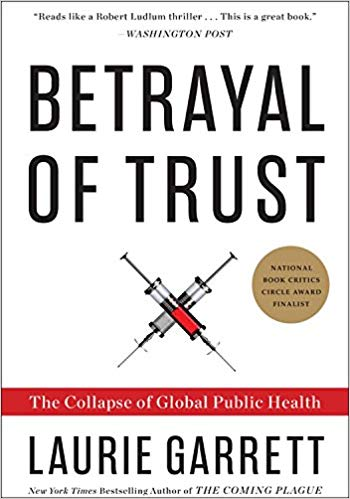 "Reads like a Robert Ludlum thriller . . . This is a great book."
—WASHINGTON POST
BETRAYAL
OF TRUST
NATIONAL
BOOK CRITICS
CIRCLE AWARD
FINALIST
The Collapse of Global Public Health
LAURIE GARRETT
New York Times Bestselling Author of THE COMING PLAGUE